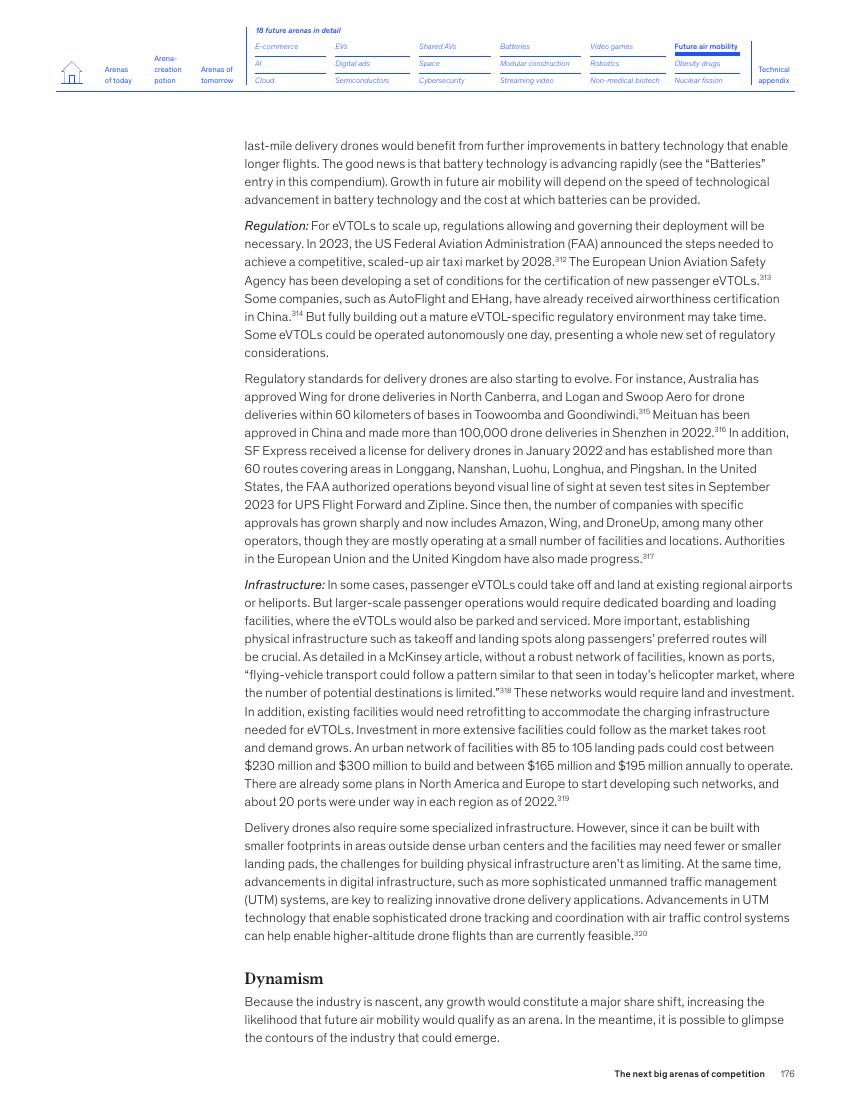 18 future arenas in detail
Arenas of today
Arena-creation potion
Arenas of tomorrow
E-commerce EVs Shared AVs Batteries Video games Future air mobility
AI Digital ads Space Modular construction Robotics Obesity drugs
Cloud Semiconductors Cybersecurity Streaming video Non-medical biotech Nuclear fission
Technical appendix
last-mile delivery drones would benefit from further improvements in battery technology that enable
longer flights. The good news is that battery technology is advancing rapidly (see the “Batteries”
entry in this compendium). Growth in future air mobility will depend on the speed of technological
advancement in battery technology and the cost at which batteries can be provided.
Regulation: For eVTOLs to scale up, regulations allowing and governing their deployment will be
necessary. In 2023, the US Federal Aviation Administration (FAA) announced the steps needed to
achieve a competitive, scaled-up air taxi market by 2028.312 The European Union Aviation Safety
Agency has been developing a set of conditions for the certification of new passenger eVTOLs.313
Some companies, such as AutoFlight and EHang, have already received airworthiness certification
in China.314 But fully building out a mature eVTOL-specific regulatory environment may take time.
Some eVTOLs could be operated autonomously one day, presenting a whole new set of regulatory
considerations.
Regulatory standards for delivery drones are also starting to evolve. For instance, Australia has
approved Wing for drone deliveries in North Canberra, and Logan and Swoop Aero for drone
deliveries within 60 kilometers of bases in Toowoomba and Goondiwindi.315 Meituan has been
approved in China and made more than 100,000 drone deliveries in Shenzhen in 2022.316 In addition,
SF Express received a license for delivery drones in January 2022 and has established more than
60 routes covering areas in Longgang, Nanshan, Luohu, Longhua, and Pingshan. In the United
States, the FAA authorized operations beyond visual line of sight at seven test sites in September
2023 for UPS Flight Forward and Zipline. Since then, the number of companies with specific
approvals has grown sharply and now includes Amazon, Wing, and DroneUp, among many other
operators, though they are mostly operating at a small number of facilities and locations. Authorities
in the European Union and the United Kingdom have also made progress.317
Infrastructure: In some cases, passenger eVTOLs could take off and land at existing regional airports
or heliports. But larger-scale passenger operations would require dedicated boarding and loading
facilities, where the eVTOLs would also be parked and serviced. More important, establishing
physical infrastructure such as takeoff and landing spots along passengers’ preferred routes will
be crucial. As detailed in a McKinsey article, without a robust network of facilities, known as ports,
“flying-vehicle transport could follow a pattern similar to that seen in today’s helicopter market, where
the number of potential destinations is limited.”318 These networks would require land and investment.
In addition, existing facilities would need retrofitting to accommodate the charging infrastructure
needed for eVTOLs. Investment in more extensive facilities could follow as the market takes root
and demand grows. An urban network of facilities with 85 to 105 landing pads could cost between
$230 million and $300 million to build and between $165 million and $195 million annually to operate.
There are already some plans in North America and Europe to start developing such networks, and
about 20 ports were under way in each region as of 2022.319
Delivery drones also require some specialized infrastructure. However, since it can be built with
smaller footprints in areas outside dense urban centers and the facilities may need fewer or smaller
landing pads, the challenges for building physical infrastructure aren’t as limiting. At the same time,
advancements in digital infrastructure, such as more sophisticated unmanned traffic management
(UTM) systems, are key to realizing innovative drone delivery applications. Advancements in UTM
technology that enable sophisticated drone tracking and coordination with air traffic control systems
can help enable higher-altitude drone flights than are currently feasible.320
Dynamism
Because the industry is nascent, any growth would constitute a major share shift, increasing the
likelihood that future air mobility would qualify as an arena. In the meantime, it is possible to glimpse
the contours of the industry that could emerge.
The next big arenas of competition 176